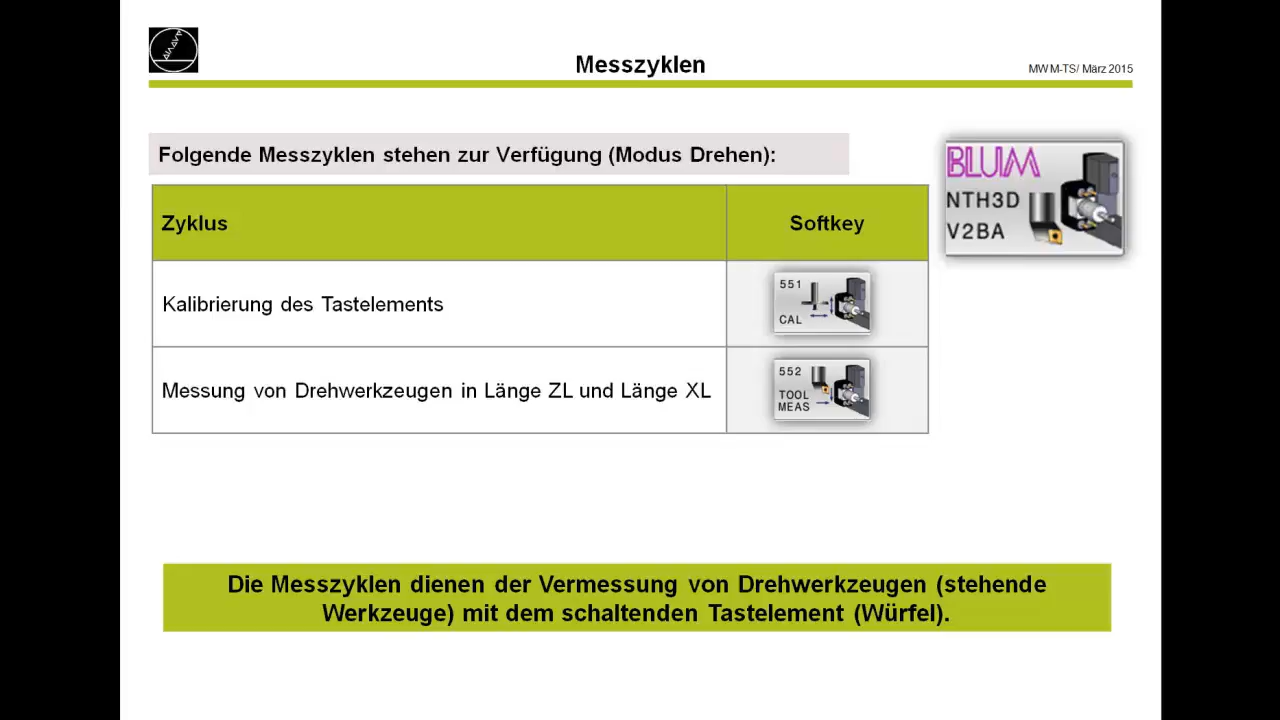 Messzyklen
MWM-TS/ März 2015
Folgende Messzyklen stehen zur Verfügung (Modus Drehen):
BLUM
NTH3D
V2BA
Zyklus
Softkey
Kalibrierung des Tastelements
551
CAL
Messung von Drehwerkzeugen in Länge ZL und Länge XL
552
TOOL
MEAS
Die Messzyklen dienen der Vermessung von Drehwerkzeugen (stehende
Werkzeuge) mit dem schaltenden Tastelement (Würfel).